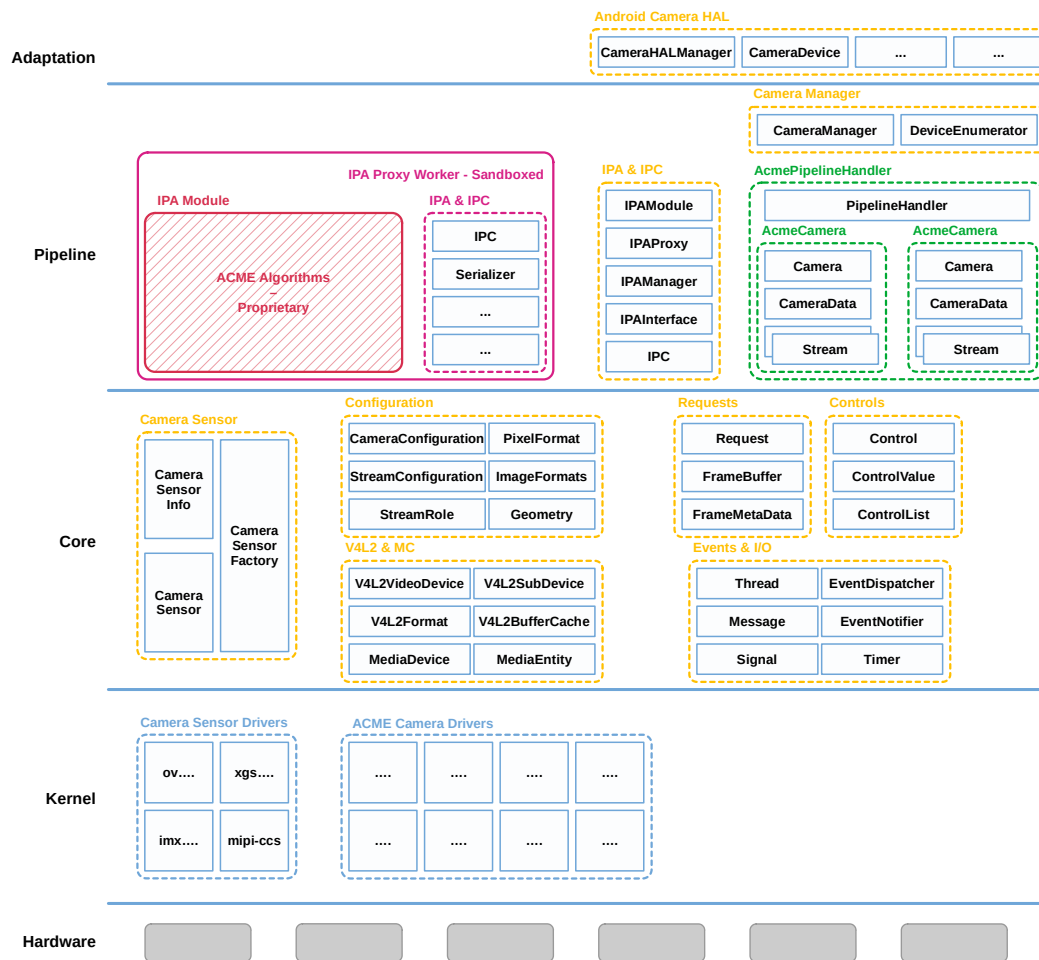 Android Camera HAL
Adaptation
CameraHALManager
CameraDevice
...
...
Camera Manager
CameraManager
DeviceEnumerator
Pipeline
IPA Proxy Worker - Sandboxed
IPA Module
ACME Algorithms
–
Proprietary
IPA & IPC
IPC
Serializer
...
...
IPA & IPC
IPAModule
IPAProxy
IPAManager
IPAInterface
IPC
AcmePipelineHandler
PipelineHandler
AcmeCamera
Camera
CameraData
Stream
AcmeCamera
Camera
CameraData
Stream
Core
Camera Sensor
Camera
Sensor
Info
Camera
Sensor
Camera
Sensor
Factory
Configuration
CameraConfiguration
PixelFormat
StreamConfiguration
ImageFormats
StreamRole
Geometry
Requests
Request
FrameBuffer
FrameMetaData
Controls
Control
ControlValue
ControlList
V4L2 & MC
V4L2VideoDevice
V4L2SubDevice
V4L2Format
V4L2BufferCache
MediaDevice
MediaEntity
Events & I/O
Thread
EventDispatcher
Message
EventNotifier
Signal
Timer
Kernel
Camera Sensor Drivers
ov....
xgs....
imx....
mipi-ccs
ACME Camera Drivers
....
....
....
....
....
....
....
....
Hardware